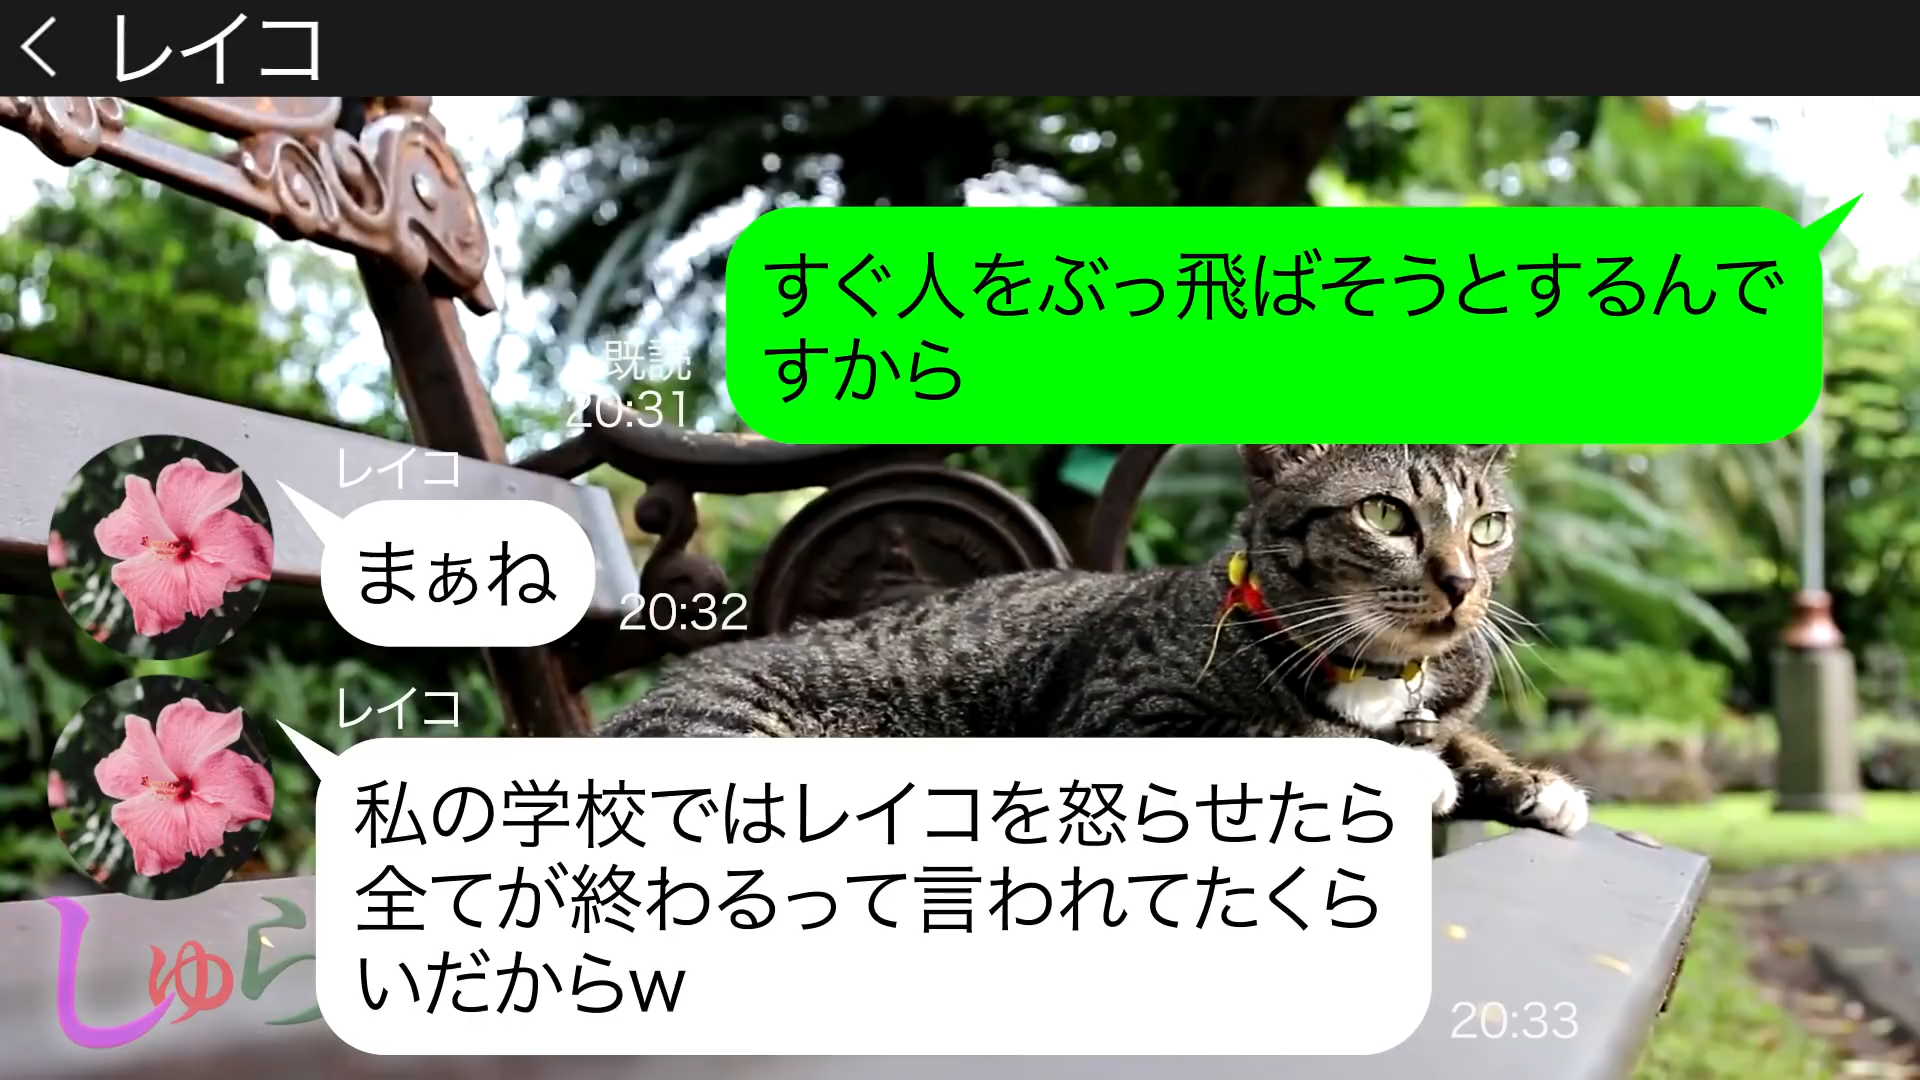 レイコ
すぐ人をぶっ飛ばそうとするんで
すから
既読
20:31
レイコ
まぁね
20:32
レイコ
私の学校ではレイコを怒らせたら
全てが終わるって言われてたくら
いだからw
20:33
しゅら